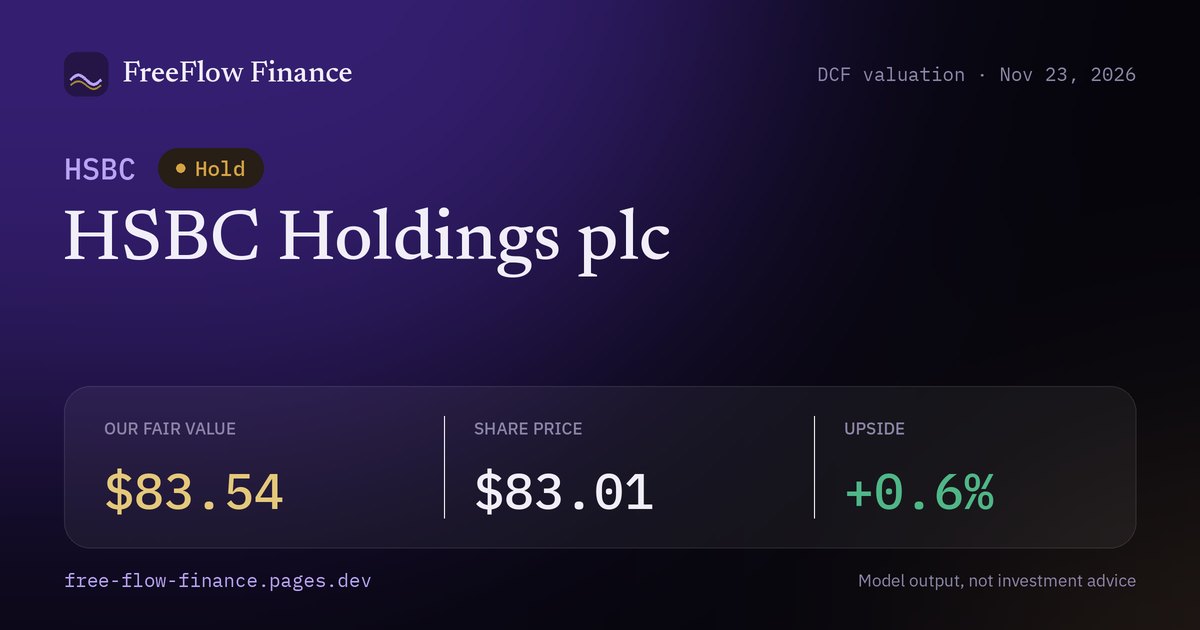 FreeFlow Finance
DCF valuation · Nov 23, 2026
HSBC
Hold
HSBC Holdings plc
OUR FAIR VALUE
$83.54
SHARE PRICE
$83.01
UPSIDE
+0.6%
free-flow-finance.pages.dev
Model output, not investment advice